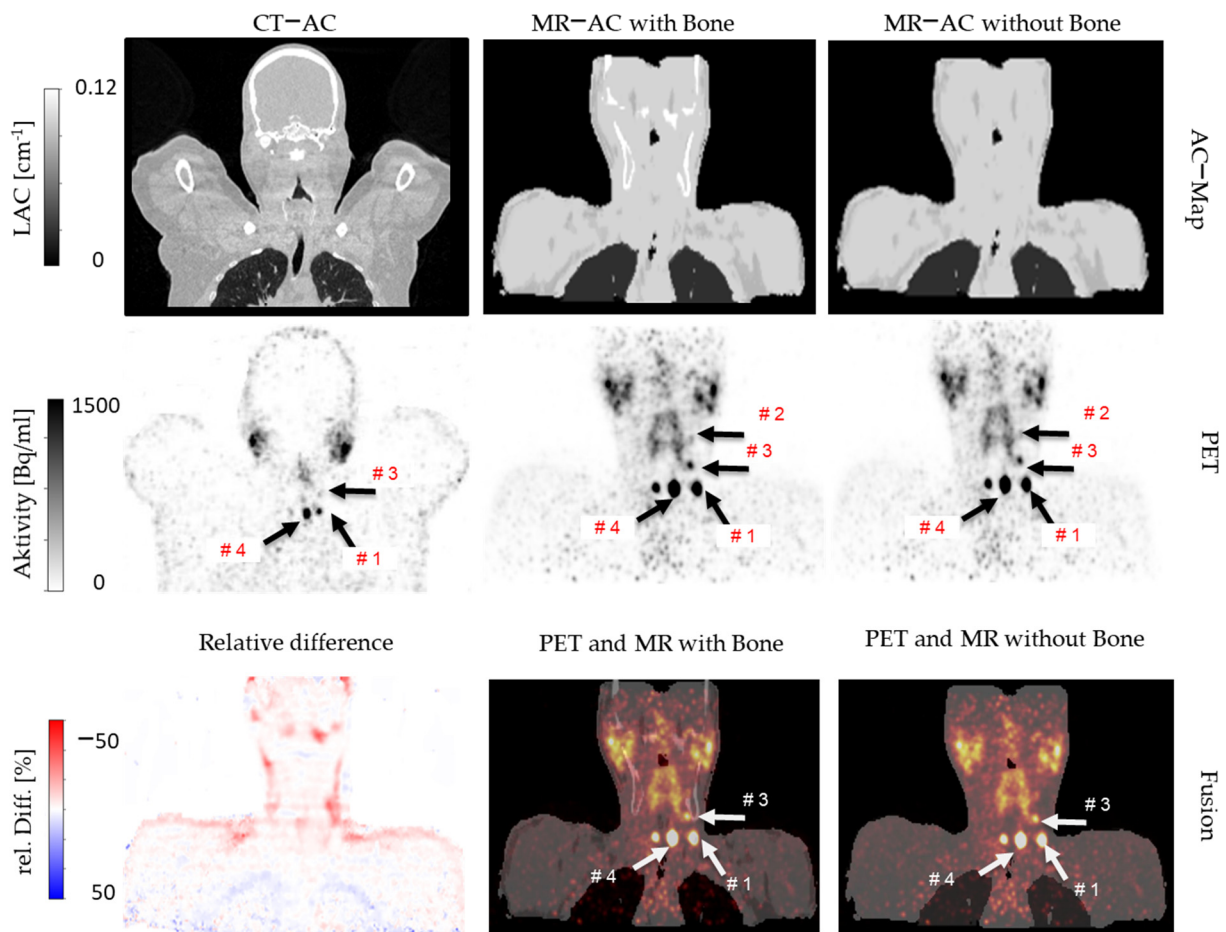 CT−AC
MR−AC with Bone
MR−AC without Bone
LAC [cm-1]
0.12
0
AC−Map
Aktivity [Bq/ml]
1500
0
# 3
# 4
# 1
# 2
# 3
# 4
# 1
# 2
# 3
# 4
# 1
PET
Relative difference
PET and MR with Bone
PET and MR without Bone
rel. Diff. [%]
−50
50
# 3
# 4
# 1
# 3
# 4
# 1
Fusion